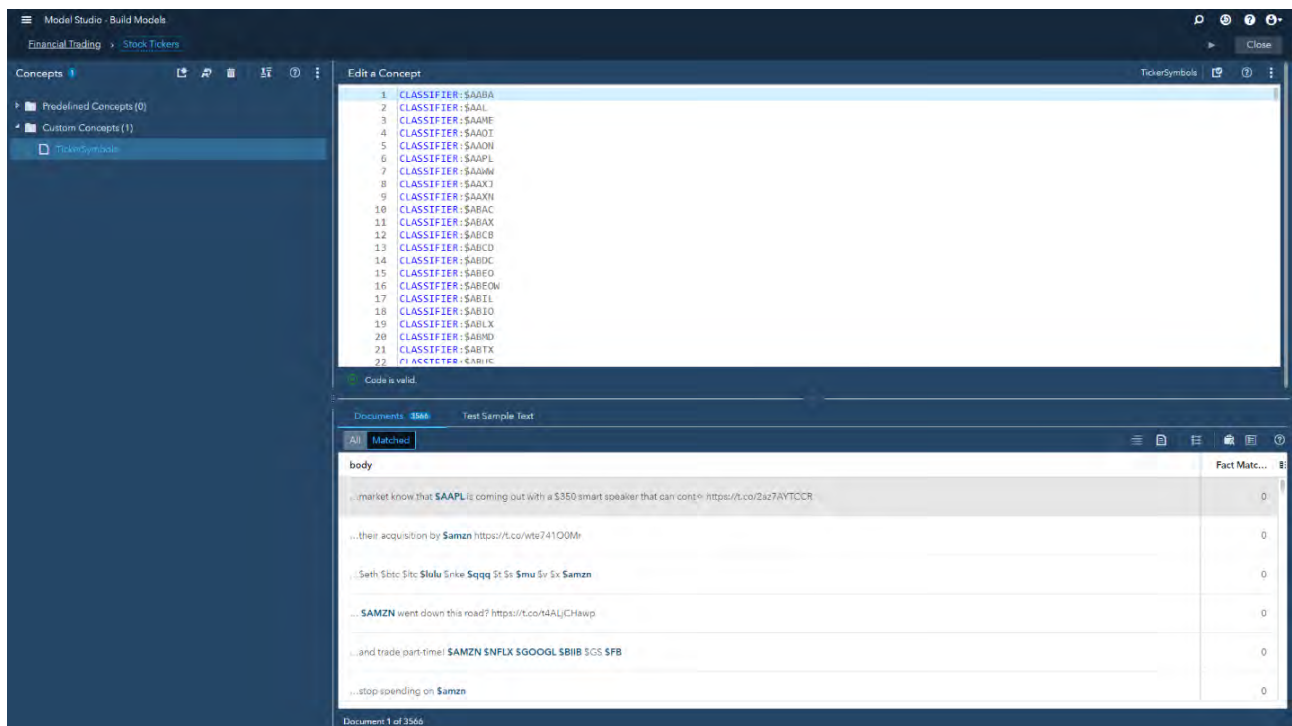 Model Studio - Build Models
Financial Trading > Stock Tickers
Close
Concepts 1
Predefined Concepts (0)
Custom Concepts (1)
TickerSymbols
Edit a Concept
TickerSymbols
1 CLASSIFIER:$AABA
2 CLASSIFIER:$AAL
3 CLASSIFIER:$AAME
4 CLASSIFIER:$AAOI
5 CLASSIFIER:$AAON
6 CLASSIFIER:$AAPL
7 CLASSIFIER:$AAWW
8 CLASSIFIER:$AAXJ
9 CLASSIFIER:$AAXN
10 CLASSIFIER:$ABAC
11 CLASSIFIER:$ABAX
12 CLASSIFIER:$ABCB
13 CLASSIFIER:$ABCD
14 CLASSIFIER:$ABDC
15 CLASSIFIER:$ABEO
16 CLASSIFIER:$ABEOW
17 CLASSIFIER:$ABIL
18 CLASSIFIER:$ABIO
19 CLASSIFIER:$ABLX
20 CLASSIFIER:$ABMD
21 CLASSIFIER:$ABTX
22 CLASSIFIER:$ABUS
Code is valid.
Documents 3566 Test Sample Text
All Matched
body Fact Matc...
...market know that $AAPL is coming out with a $350 smart speaker that can https://t.co/2az7AYTCCR 0
...their acquisition by $amzn https://t.co/wte741O0Mr 0
...$eth $btc $ltc $lulu $nke $qqq $t $s $mu $v $x $amzn 0
... $AMZN went down this road? https://t.co/t4ALjCHawp 0
...and trade part-time! $AMZN $NFLX $GOOGL $BIIB $GS $FB 0
...stop spending on $amzn 0
Document 1 of 3566